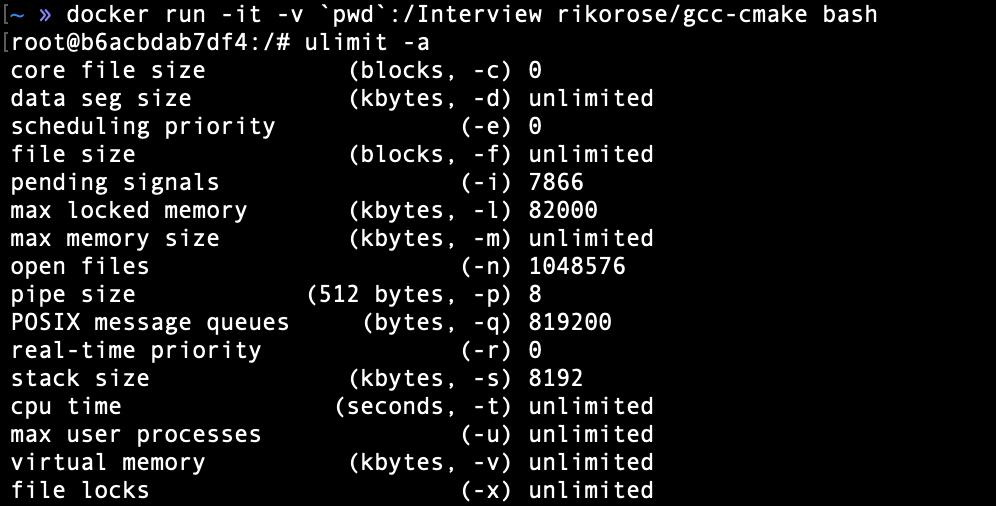 [~ » docker run -it -v `pwd`:/Interview rikorose/gcc-cmake bash
[root@b6acbdab7df4:/# ulimit -a
core file size          (blocks, -c) 0
data seg size           (kbytes, -d) unlimited
scheduling priority             (-e) 0
file size               (blocks, -f) unlimited
pending signals                 (-i) 7866
max locked memory       (kbytes, -l) 82000
max memory size         (kbytes, -m) unlimited
open files                      (-n) 1048576
pipe size            (512 bytes, -p) 8
POSIX message queues     (bytes, -q) 819200
real-time priority              (-r) 0
stack size              (kbytes, -s) 8192
cpu time               (seconds, -t) unlimited
max user processes              (-u) unlimited
virtual memory          (kbytes, -v) unlimited
file locks                      (-x) unlimited